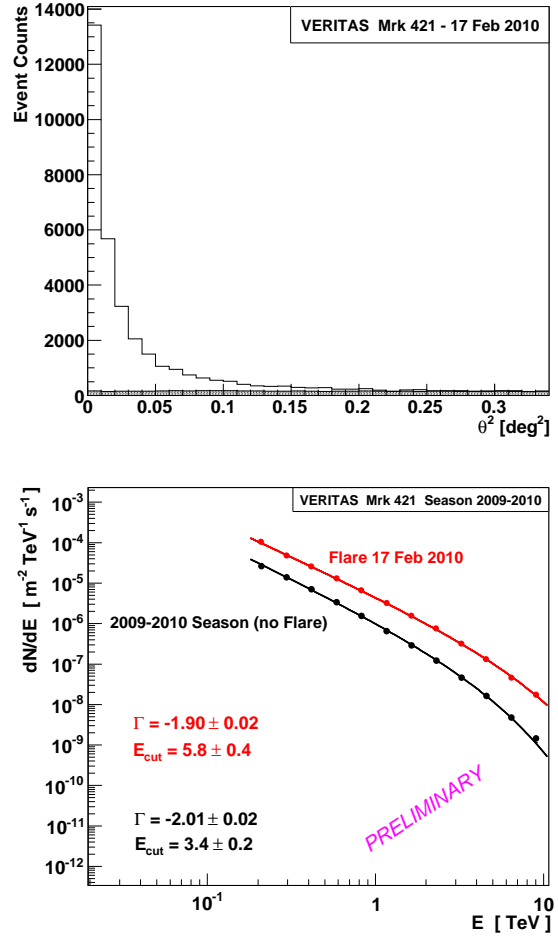 VERITAS Mrk 421 - 17 Feb 2010
Event Counts
14000
12000
10000
8000
6000
4000
2000
0
0 0.05 0.1 0.15 0.2 0.25 0.3
θ² [deg²]
VERITAS Mrk 421 Season 2009-2010
dN/dE [ m⁻² TeV⁻¹ s⁻¹ ]
10⁻³
10⁻⁴
10⁻⁵
10⁻⁶
10⁻⁷
10⁻⁸
10⁻⁹
10⁻¹⁰
10⁻¹¹
10⁻¹²
Flare 17 Feb 2010
2009-2010 Season (no Flare)
Γ = -1.90 ± 0.02
E_cut = 5.8 ± 0.4
Γ = -2.01 ± 0.02
E_cut = 3.4 ± 0.2
PRELIMINARY
10⁻¹ 1 10
E [ TeV]